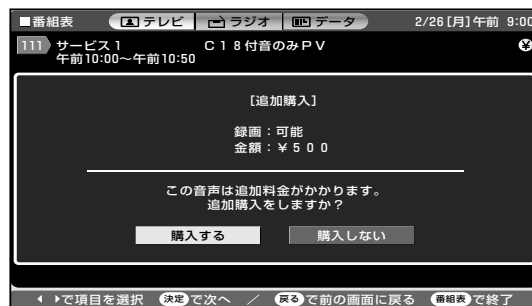 ■番組表 テレビ ラジオ データ 2/26[月]午前 9:00
111 サービス1 C18付音のみPV ¥
午前10:00〜午前10:50
[追加購入]
録画:可能
金額:¥500
この音声は追加料金がかかります。
追加購入をしますか?
購入する 購入しない
で項目を選択 決定で次へ / 戻るで前の画面に戻る 番組表で終了